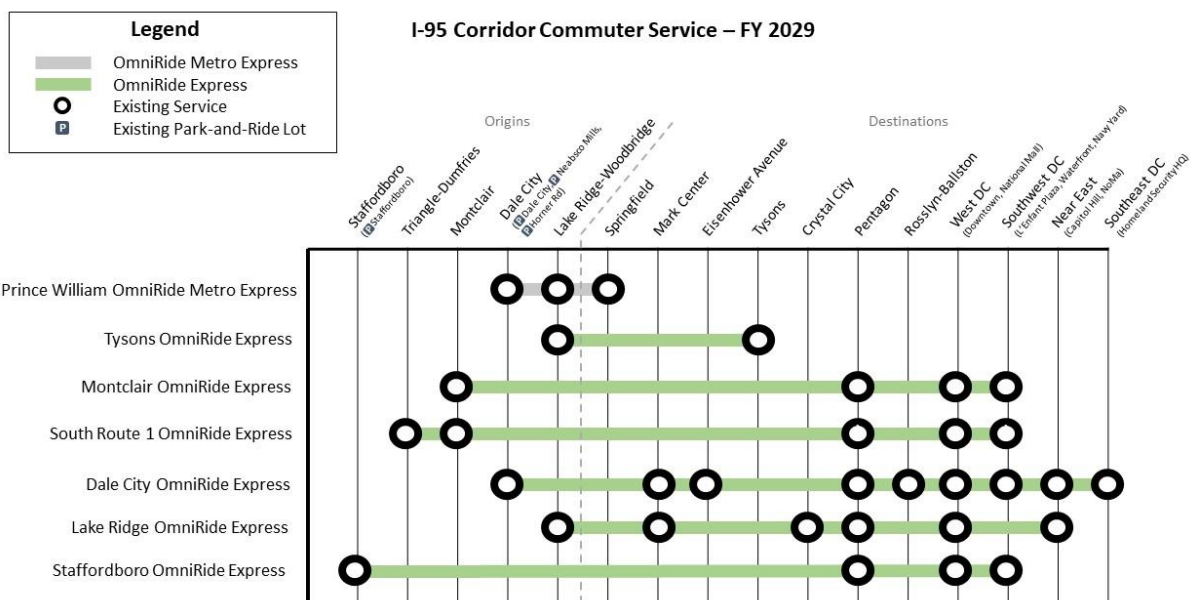 Legend
OmniRide Metro Express
OmniRide Express
Existing Service
P Existing Park-and-Ride Lot
I-95 Corridor Commuter Service – FY 2029
Origins
Destinations
Staffordboro
(P Staffordboro)
Triangle-Dumfries
Montclair
Dale City
(P Dale City, P Neabsco Mills,
P Horner Rd)
Lake Ridge-Woodbridge
Springfield
Mark Center
Eisenhower Avenue
Tysons
Crystal City
Pentagon
Rosslyn-Ballston
West DC
(Downtown, National Mall)
Southwest DC
(L'Enfant Plaza, Waterfront, Navy Yard)
Near East
(Capitol Hill, NoMa)
Southeast DC
(Homeland Security HQ)
Prince William OmniRide Metro Express
Tysons OmniRide Express
Montclair OmniRide Express
South Route 1 OmniRide Express
Dale City OmniRide Express
Lake Ridge OmniRide Express
Staffordboro OmniRide Express